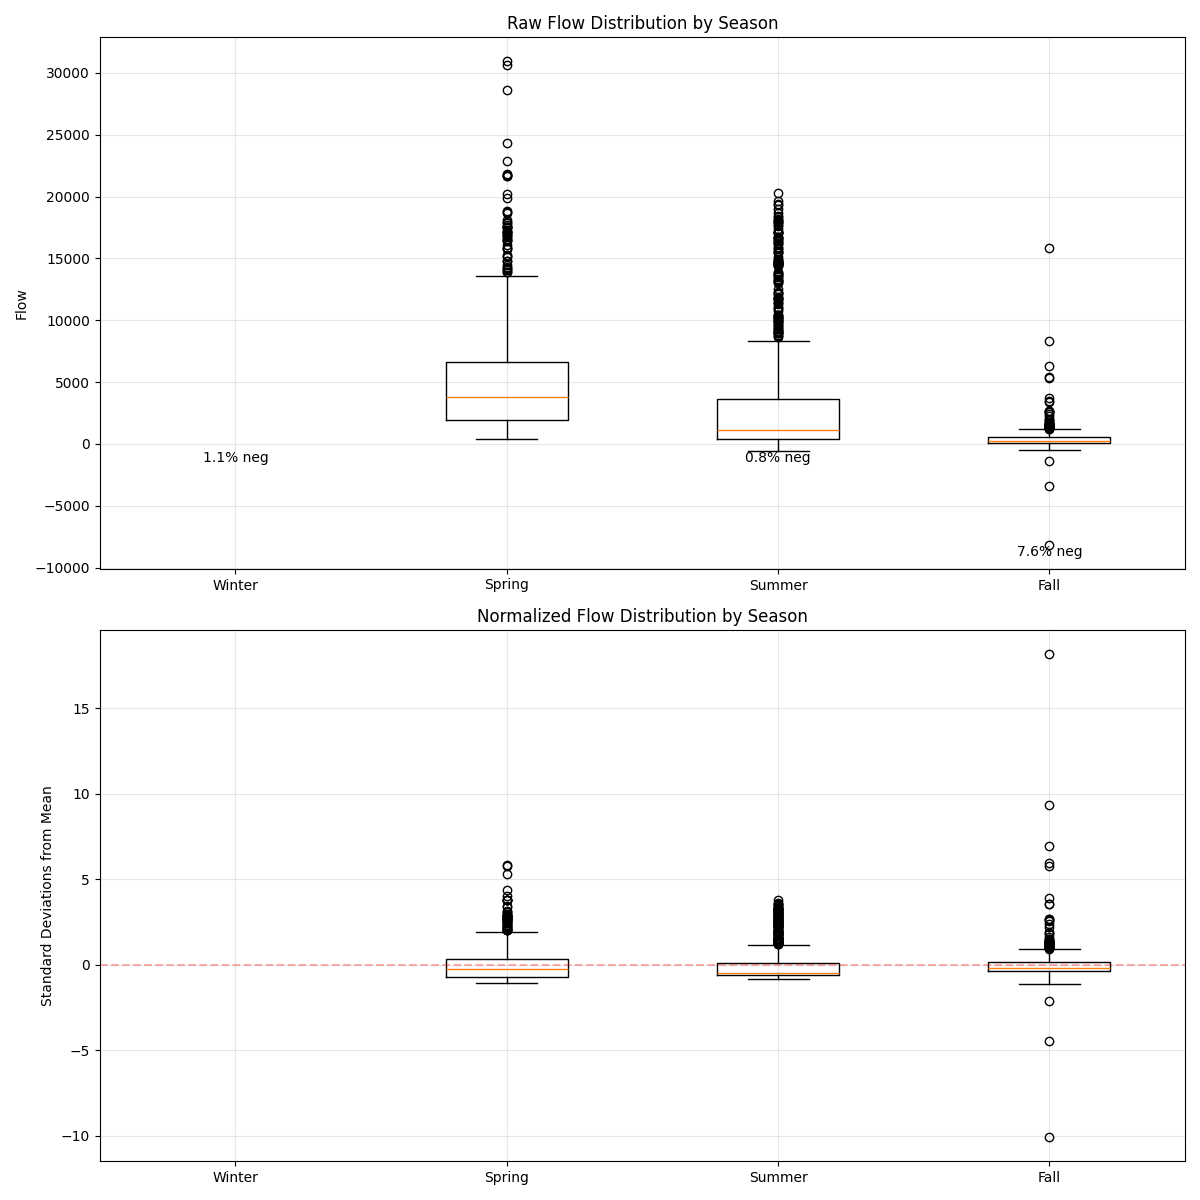 Raw Flow Distribution by Season
30000
25000
20000
15000
10000
5000
0
−5000
−10000
Flow
1.1% neg
0.8% neg
7.6% neg
Winter Spring Summer Fall
Normalized Flow Distribution by Season
15
10
5
0
−5
−10
Standard Deviations from Mean
Winter Spring Summer Fall